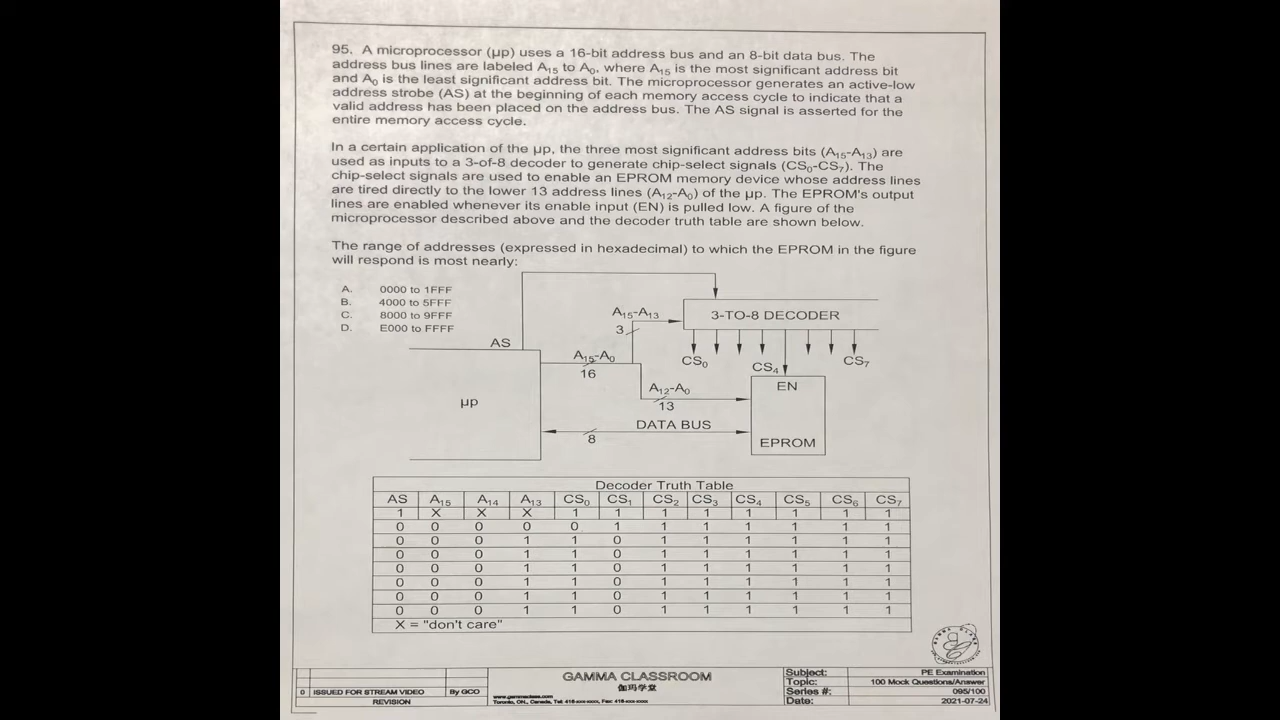 95. A microprocessor (µp) uses a 16-bit address bus and an 8-bit data bus. The
address bus lines are labeled A15 to A0, where A15 is the most significant address bit
and A0 is the least significant address bit. The microprocessor generates an active-low
address strobe (AS) at the beginning of each memory access cycle to indicate that a
valid address has been placed on the address bus. The AS signal is asserted for the
entire memory access cycle.
In a certain application of the µp, the three most significant address bits (A15-A13) are
used as inputs to a 3-of-8 decoder to generate chip-select signals (CS0-CS7). The
chip-select signals are used to enable an EPROM memory device whose address lines
are tired directly to the lower 13 address lines (A12-A0) of the µp. The EPROM's output
lines are enabled whenever its enable input (EN) is pulled low. A figure of the
microprocessor described above and the decoder truth table are shown below.
The range of addresses (expressed in hexadecimal) to which the EPROM in the figure
will respond is most nearly:
A. 0000 to 1FFF
B. 4000 to 5FFF
C. 8000 to 9FFF
D. E000 to FFFF
A15-A13
3
3-TO-8 DECODER
AS
A15-A0
16
CS0
CS4
CS7
µp
A12-A0
13
EN
DATA BUS
8
EPROM
Decoder Truth Table
AS A15 A14 A13 CS0 CS1 CS2 CS3 CS4 CS5 CS6 CS7
1 X X X 1 1 1 1 1 1 1 1
0 0 0 0 0 1 1 1 1 1 1 1
0 0 0 1 1 0 1 1 1 1 1 1
0 0 0 1 1 0 1 1 1 1 1 1
0 0 0 1 1 0 1 1 1 1 1 1
0 0 0 1 1 0 1 1 1 1 1 1
0 0 0 1 1 0 1 1 1 1 1 1
0 0 0 1 1 0 1 1 1 1 1 1
X = "don't care"
0 ISSUED FOR STREAM VIDEO By GCO
REVISION
GAMMA CLASSROOM
伽玛学堂
www.gammaclass.com
Toronto, ON., Canada, Tel: 416-xxx-xxxx, Fax: 416-xxx-xxxx
Subject: PE Examination
Topic: 100 Mock Questions/Answer
Series #: 095/100
Date: 2021-07-24